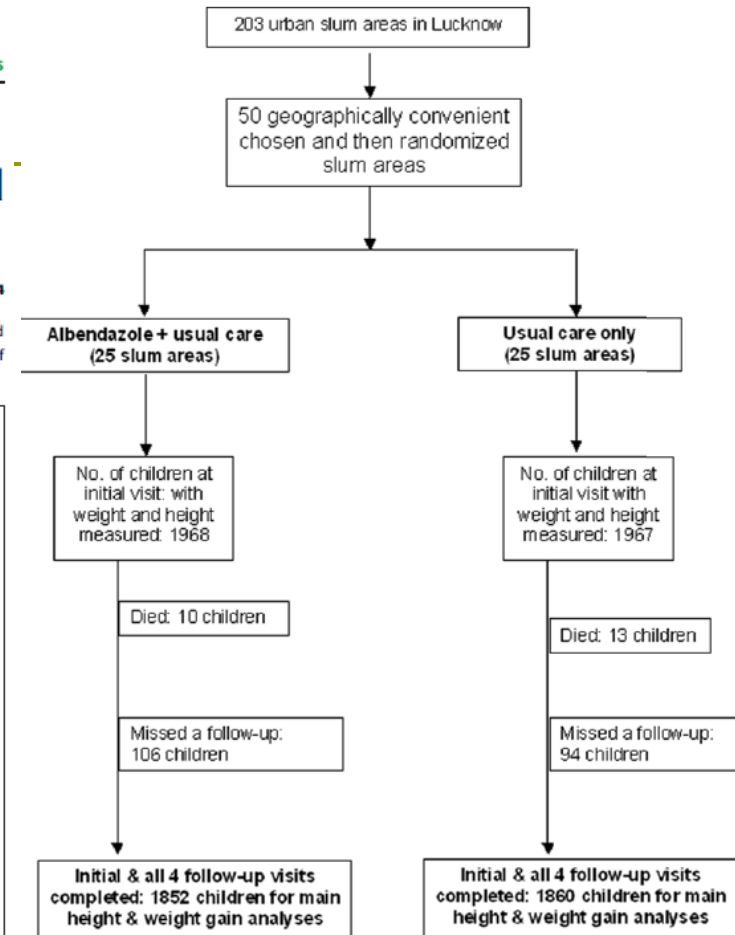 203 urban slum areas in Lucknow
50 geographically convenient
chosen and then randomized
slum areas
Albendazole + usual care
(25 slum areas)
Usual care only
(25 slum areas)
No. of children at
initial visit: with
weight and height
measured: 1968
No. of children at
initial visit with
weight and height
measured: 1967
Died: 10 children
Died: 13 children
Missed a follow-up:
106 children
Missed a follow-up:
94 children
Initial & all 4 follow-up visits
completed: 1852 children for main
height & weight gain analyses
Initial & all 4 follow-up visits
completed: 1860 children for main
height & weight gain analyses